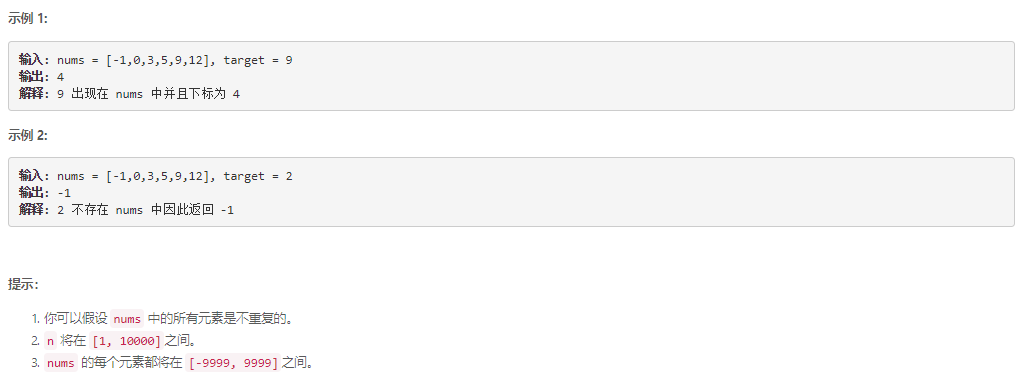 示例 1:
输入: nums = [-1,0,3,5,9,12], target = 9
输出: 4
解释: 9 出现在 nums 中并且下标为 4
示例 2:
输入: nums = [-1,0,3,5,9,12], target = 2
输出: -1
解释: 2 不存在 nums 中因此返回 -1
提示：
1. 你可以假设 nums 中的所有元素是不重复的。
2. n 将在 [1, 10000]之间。
3. nums 的每个元素都将在 [-9999, 9999]之间。